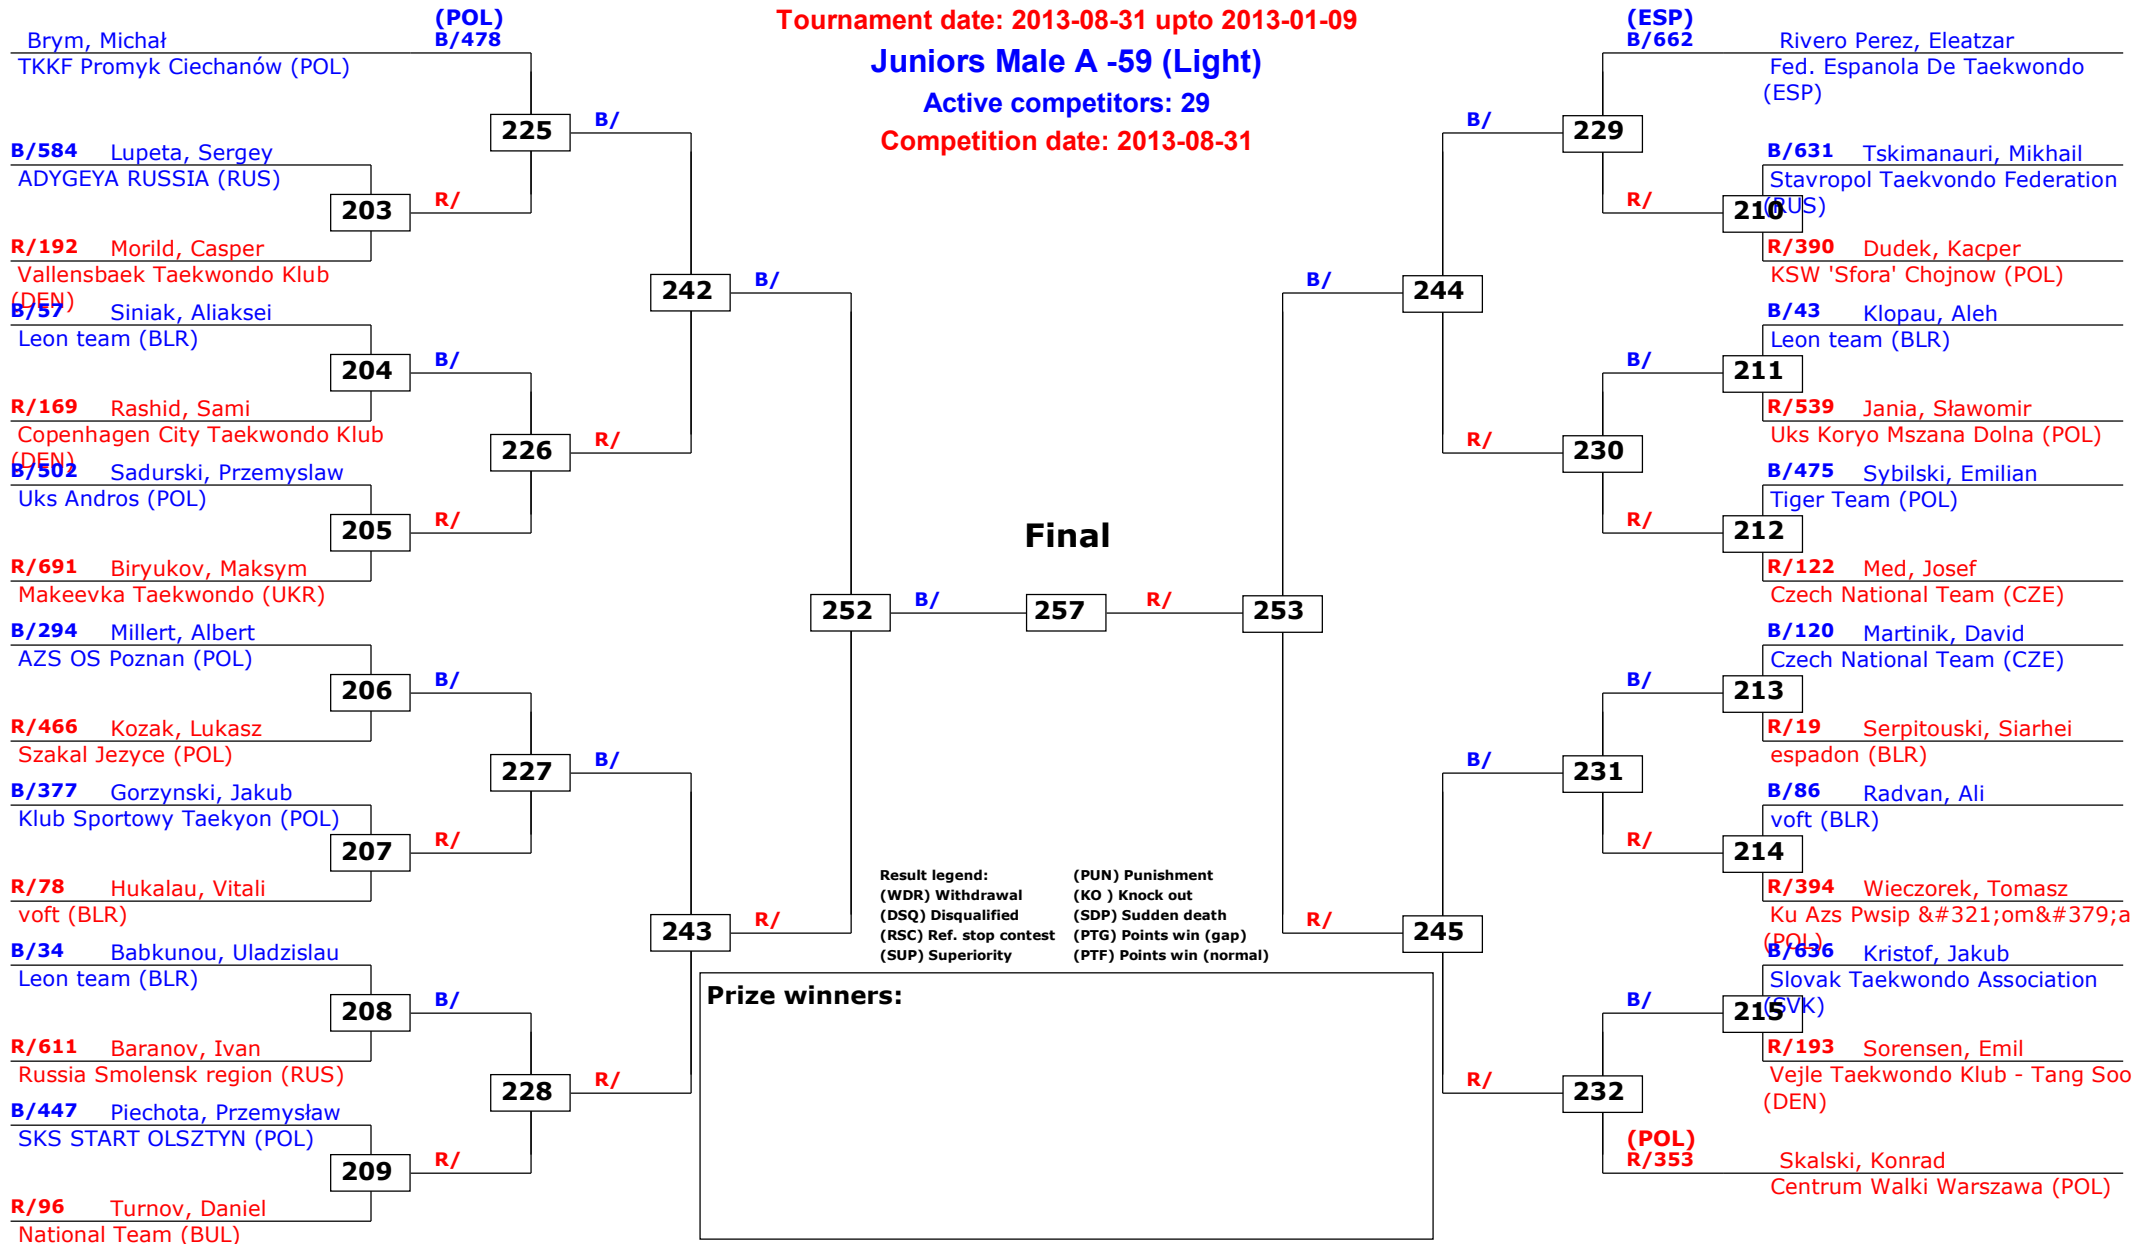 Tournament date: 2013-08-31 upto 2013-01-09
Juniors Male A -59 (Light)
Active competitors: 29
Competition date: 2013-08-31
(POL)
Brym, Michał B/478
TKKF Promyk Ciechanów (POL)
225 B/
B/584 Lupeta, Sergey
ADYGEYA RUSSIA (RUS)
203 R/
R/192 Morild, Casper
Vallensbaek Taekwondo Klub
(DEN)
242 B/
B/57 Siniak, Aliaksei
Leon team (BLR)
204 B/
R/169 Rashid, Sami
Copenhagen City Taekwondo Klub
(DEN)
226 R/
B/502 Sadurski, Przemyslaw
Uks Andros (POL)
205 R/
R/691 Biryukov, Maksym
Makeevka Taekwondo (UKR)
B/294 Millert, Albert
AZS OS Poznan (POL)
206 B/
R/466 Kozak, Lukasz
Szakal Jezyce (POL)
227 B/
B/377 Gorzynski, Jakub
Klub Sportowy Taekyon (POL)
207 R/
R/78 Hukalau, Vitali
voft (BLR)
243 R/
B/34 Babkunou, Uladzislau
Leon team (BLR)
208 B/
R/611 Baranov, Ivan
Russia Smolensk region (RUS)
228 R/
B/447 Piechota, Przemysław
SKS START OLSZTYN (POL)
209 R/
R/96 Turnov, Daniel
National Team (BUL)
Final
252 B/ 257 R/ 253
(ESP)
B/662 Rivero Perez, Eleatzar
Fed. Espanola De Taekwondo
(ESP)
B/ 229
B/631 Tskimanauri, Mikhail
Stavropol Taekvondo Federation
(RUS)
R/ 210
R/390 Dudek, Kacper
KSW 'Sfora' Chojnow (POL)
B/ 244
B/43 Klopau, Aleh
Leon team (BLR)
B/ 211
R/539 Jania, Sławomir
Uks Koryo Mszana Dolna (POL)
R/ 230
B/475 Sybilski, Emilian
Tiger Team (POL)
R/ 212
R/122 Med, Josef
Czech National Team (CZE)
B/120 Martinik, David
Czech National Team (CZE)
B/ 213
R/19 Serpitouski, Siarhei
espadon (BLR)
B/ 231
B/86 Radvan, Ali
voft (BLR)
R/ 214
R/394 Wieczorek, Tomasz
Ku Azs Pwsip &#321;om&#379;a
(POL)
R/ 245
B/636 Kristof, Jakub
Slovak Taekwondo Association
(SVK)
B/ 215
R/193 Sorensen, Emil
Vejle Taekwondo Klub - Tang Soo
(DEN)
R/ 232
(POL)
R/353 Skalski, Konrad
Centrum Walki Warszawa (POL)
Result legend: (PUN) Punishment
(WDR) Withdrawal (KO ) Knock out
(DSQ) Disqualified (SDP) Sudden death
(RSC) Ref. stop contest (PTG) Points win (gap)
(SUP) Superiority (PTF) Points win (normal)
Prize winners: